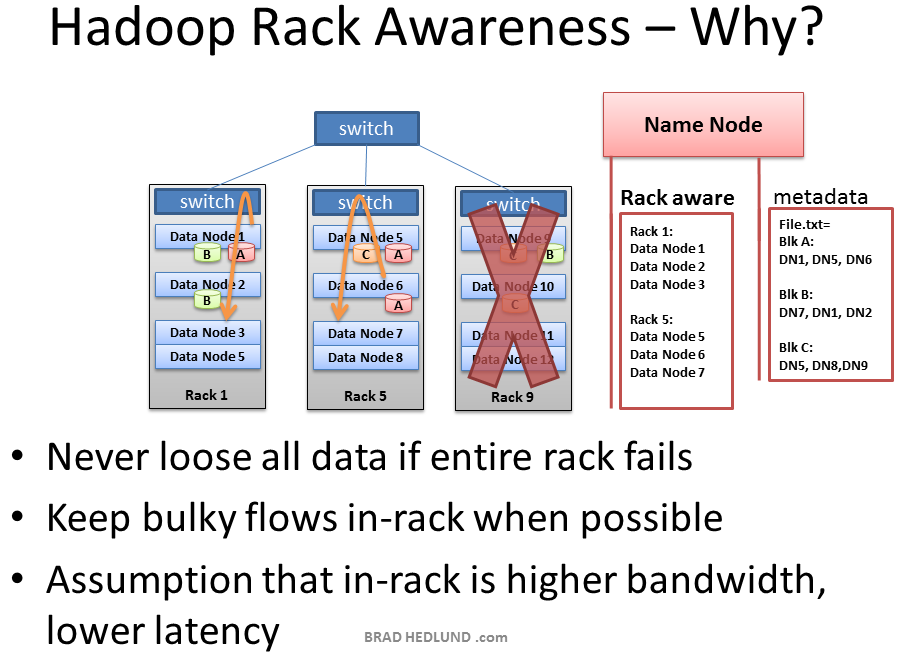 Hadoop Rack Awareness – Why?
switch
Name Node
switch
Data Node 1
B
A
Data Node 2
B
Data Node 3
Data Node 5
Rack 1
switch
Data Node 5
C
A
Data Node 6
A
Data Node 7
Data Node 8
Rack 5
switch
Data Node 9
C
B
Data Node 10
C
Data Node 11
Data Node 12
Rack 9
Rack aware
Rack 1:
Data Node 1
Data Node 2
Data Node 3
Rack 5:
Data Node 5
Data Node 6
Data Node 7
metadata
File.txt=
Blk A:
DN1, DN5, DN6
Blk B:
DN7, DN1, DN2
Blk C:
DN5, DN8,DN9
• Never loose all data if entire rack fails
• Keep bulky flows in-rack when possible
• Assumption that in-rack is higher bandwidth,
lower latency
BRAD HEDLUND .com